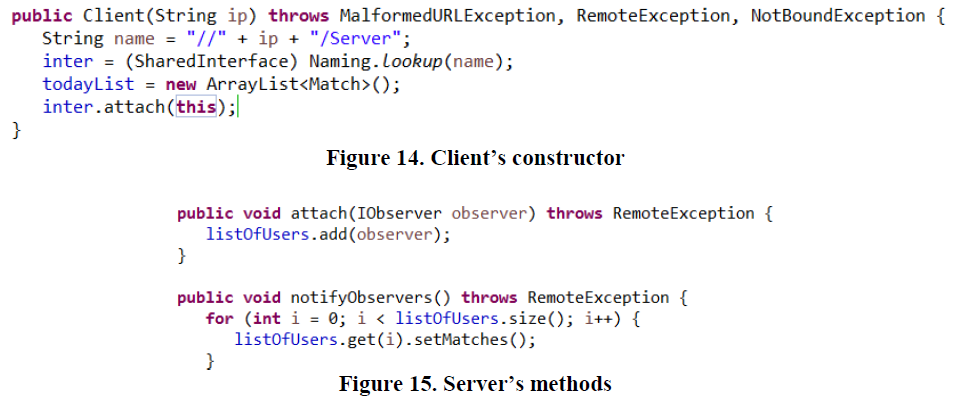 public Client(String ip) throws MalformedURLException, RemoteException, NotBoundException {
String name = "//" + ip + "/Server";
inter = (SharedInterface) Naming.lookup(name);
todayList = new ArrayList<Match>();
inter.attach(this);
}
Figure 14. Client’s constructor
public void attach(IObserver observer) throws RemoteException {
listOfUsers.add(observer);
}
public void notifyObservers() throws RemoteException {
for (int i = 0; i < listOfUsers.size(); i++) {
listOfUsers.get(i).setMatches();
}
Figure 15. Server’s methods